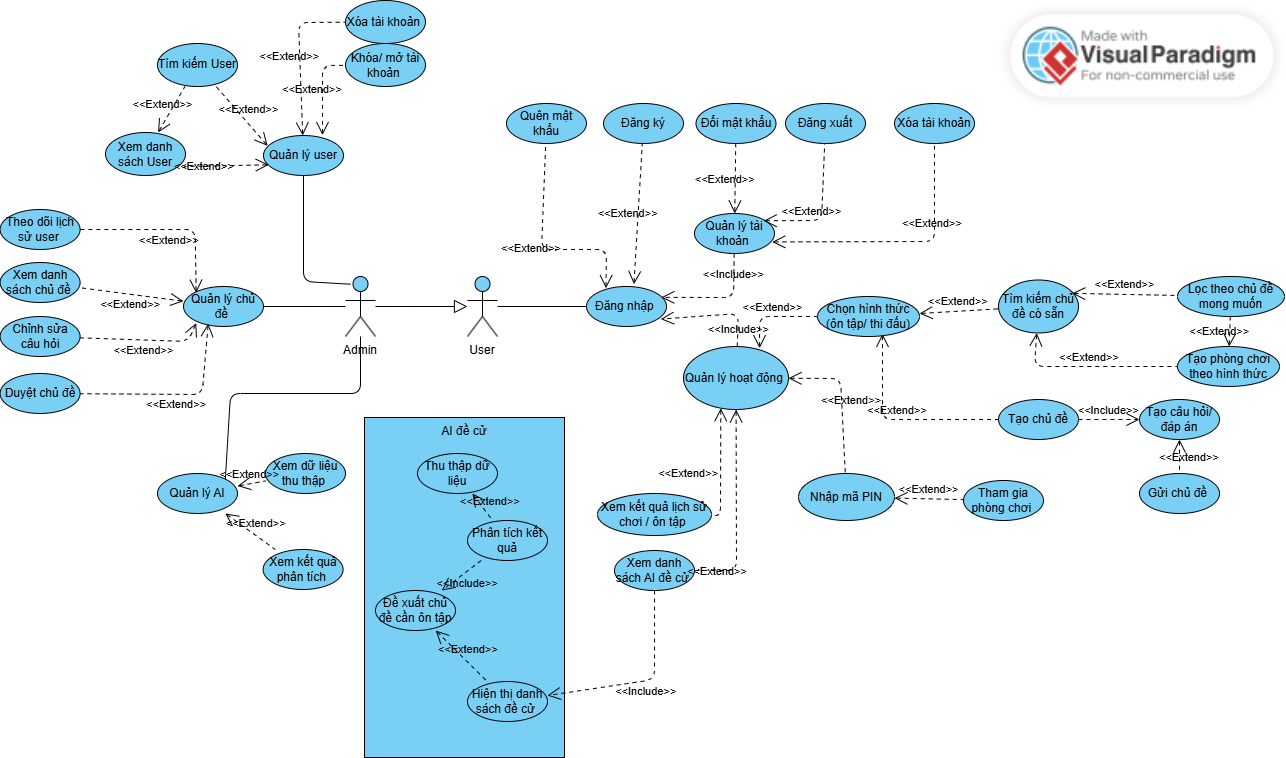 Made with
Visual Paradigm
For non-commercial use
Xóa tải khoản
<<Extend>>
Khóa/ mở tài
khoản
<<Extend>>
Tìm kiếm User
<<Extend>>
<<Extend>>
Xem danh
sách User
<<Extend>>
Quản lý user
Quên mật
khẩu
Đăng ký
Đổi mật khẩu
Đăng xuất
Xóa tài khoản
<<Extend>>
<<Extend>>
<<Extend>>
<<Extend>>
<<Extend>>
Quản lý tài
khoản
<<Include>>
Theo dõi lịch
sử user
<<Extend>>
Xem danh
sách chủ đề
<<Extend>>
Chỉnh sửa
câu hỏi
<<Extend>>
Duyệt chủ đề
<<Extend>>
Quản lý chủ
đề
Admin
User
Đăng nhập
<<Include>>
<<Extend>>
Chọn hình thức
(ôn tập/ thi đấu)
<<Extend>>
Tìm kiếm chủ
đề có sẵn
<<Extend>>
Lọc theo chủ đề
mong muốn
<<Extend>>
<<Extend>>
Tạo phòng chơi
theo hình thức
Quản lý hoạt động
<<Extend>>
<<Extend>>
Tạo chủ đề
<<Include>>
Tạo câu hỏi/
đáp án
<<Extend>>
Gửi chủ đề
Nhập mã PIN
<<Extend>>
Tham gia
phòng chơi
<<Extend>>
Xem kết quả lịch sử
chơi / ôn tập
Xem danh
sách AI đề cử
<<Extend>>
<<Include>>
Quản lý AI
<<Extend>>
Xem dữ liệu
thu thập
<<Extend>>
Xem kết quả
phân tích
AI đề cử
Thu thập dữ
liệu
<<Extend>>
Phân tích kết
quả
<<Include>>
Đề xuất chủ
đề cần ôn tập
<<Extend>>
Hiện thị danh
sách đề cử